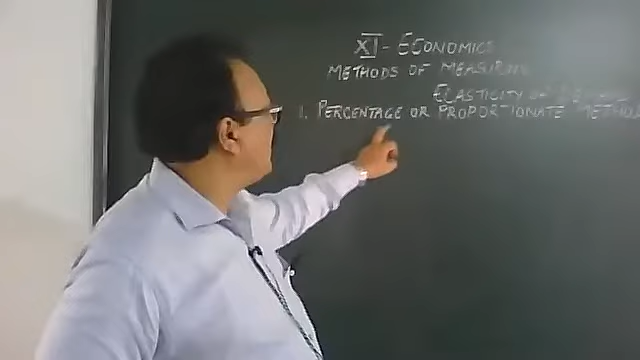 XI - ECONOMICS
METHODS OF MEASURING
ELASTICITY OF
1. PERCENTAGE OR PROPORTIONATE METHOD